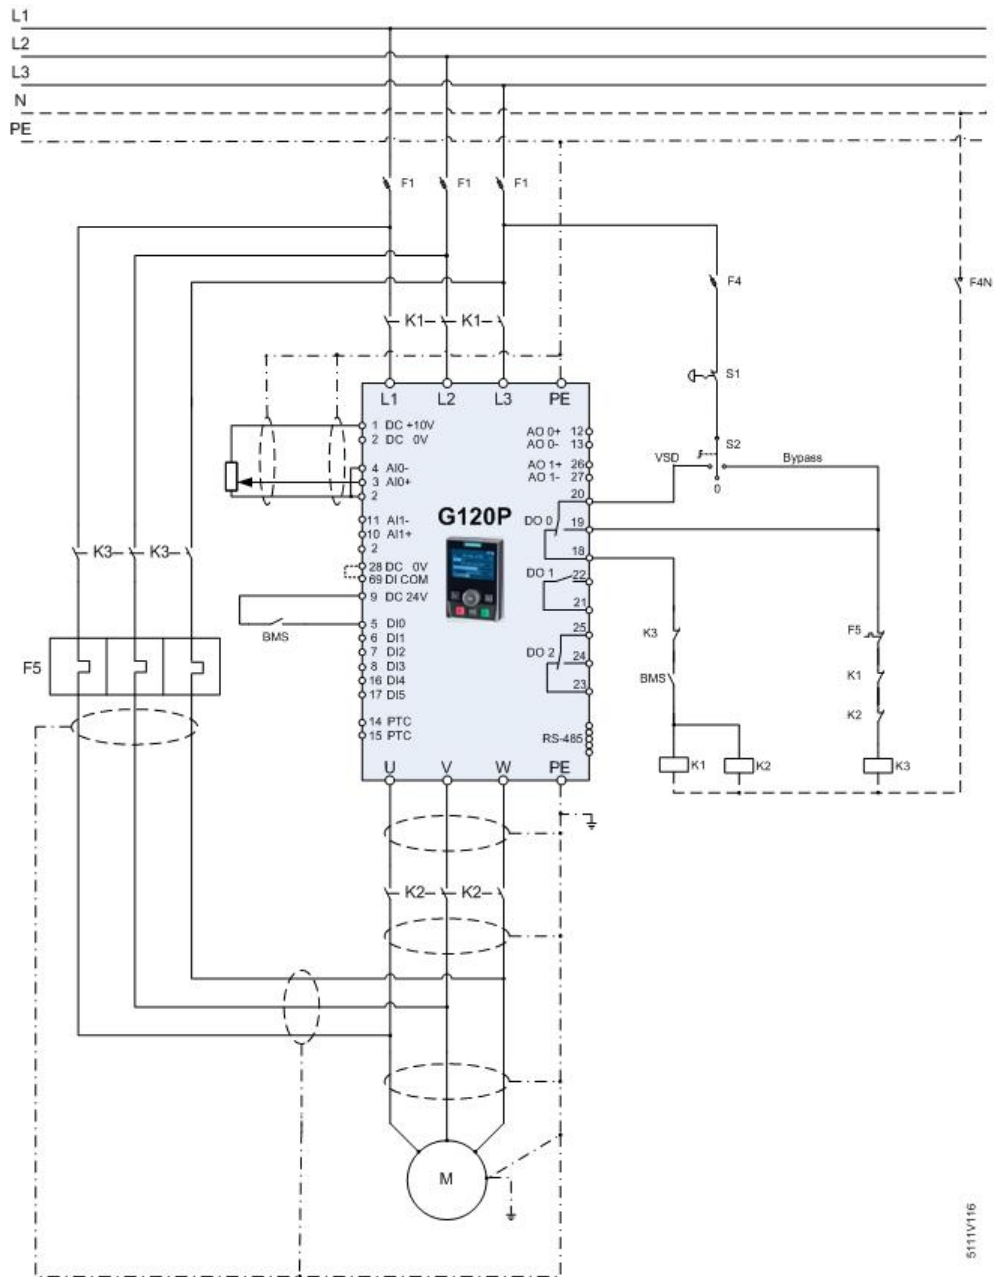 L1
L2
L3
N
PE
F1 F1 F1
F4
F4N
K1 K1
S1
L1 L2 L3 PE
S2
VSD
Bypass
0
1 DC +10V
2 DC 0V
4 AI0-
3 AI0+
2
11 AI1-
10 AI1+
2
28 DC 0V
69 DI COM
9 DC 24V
5 DI0
6 DI1
7 DI2
8 DI3
16 DI4
17 DI5
14 PTC
15 PTC
BMS
G120P
AO 0+ 12
AO 0- 13
AO 1+ 26
AO 1- 27
20
DO 0 19
18
DO 1 22
21
25
DO 2 24
23
RS-485
U V W PE
K3 K3
F5
K3
BMS
K1
K2
F5
K1
K2
K3
K2 K2
M
5111V116